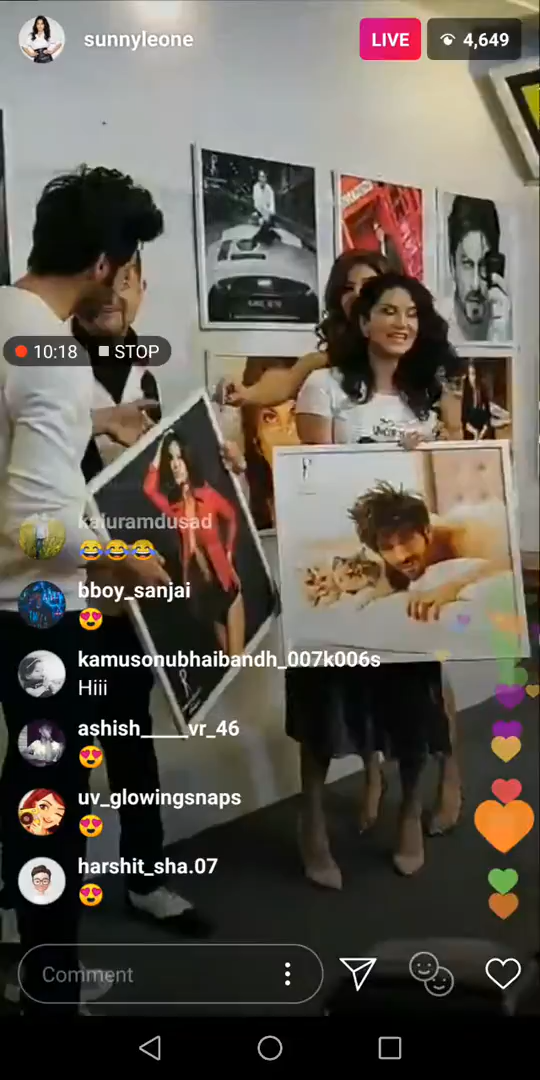 sunnyleone
LIVE
4,649
10:18
STOP
kaluramdusad
😂😂😂
bboy_sanjai
😍
kamusonubhaibandh_007k006s
Hiii
ashish_____vr_46
😍
uv_glowingsnaps
😍
harshit_sha.07
😍
Comment